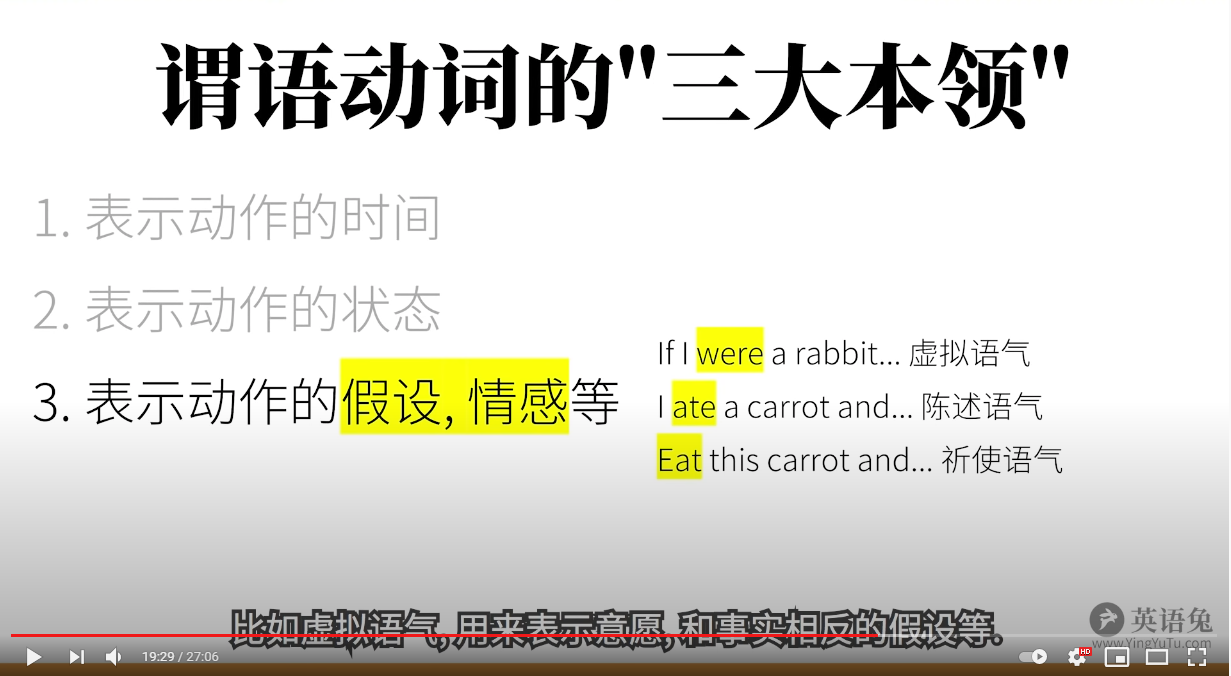 谓语动词的"三大本领"
1. 表示动作的时间
2. 表示动作的状态
3. 表示动作的假设, 情感等
If I were a rabbit... 虚拟语气
I ate a carrot and... 陈述语气
Eat this carrot and... 祈使语气
比如虚拟语气, 用来表示意愿, 和事实相反的假设等.
英语兔
www.YingYuTu.com
19:29 / 27:06
HD